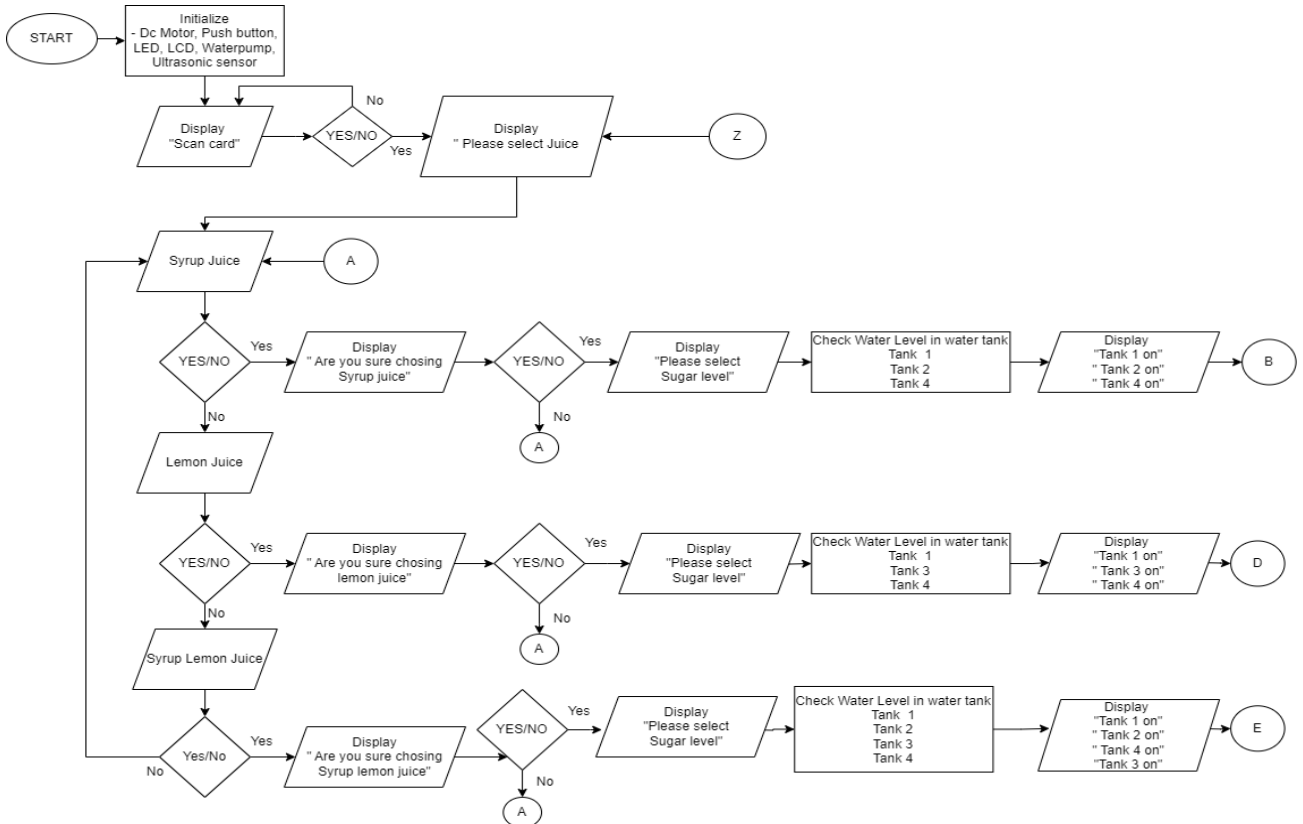 START
Initialize
- Dc Motor, Push button,
LED, LCD, Waterpump,
Ultrasonic sensor
Display
"Scan card"
YES/NO
No
Yes
Display
" Please select Juice
Z
Syrup Juice
A
YES/NO
Yes
No
Display
" Are you sure chosing
Syrup juice"
YES/NO
Yes
No
A
Display
"Please select
Sugar level"
Check Water Level in water tank
Tank 1
Tank 2
Tank 4
Display
"Tank 1 on"
" Tank 2 on"
" Tank 4 on"
B
Lemon Juice
YES/NO
Yes
No
Display
" Are you sure chosing
lemon juice"
YES/NO
Yes
No
A
Display
"Please select
Sugar level"
Check Water Level in water tank
Tank 1
Tank 3
Tank 4
Display
"Tank 1 on"
" Tank 3 on"
" Tank 4 on"
D
Syrup Lemon Juice
Yes/No
Yes
No
Display
" Are you sure chosing
Syrup lemon juice"
YES/NO
Yes
No
A
Display
"Please select
Sugar level"
Check Water Level in water tank
Tank 1
Tank 2
Tank 3
Tank 4
Display
"Tank 1 on"
" Tank 2 on"
" Tank 4 on"
"Tank 3 on"
E